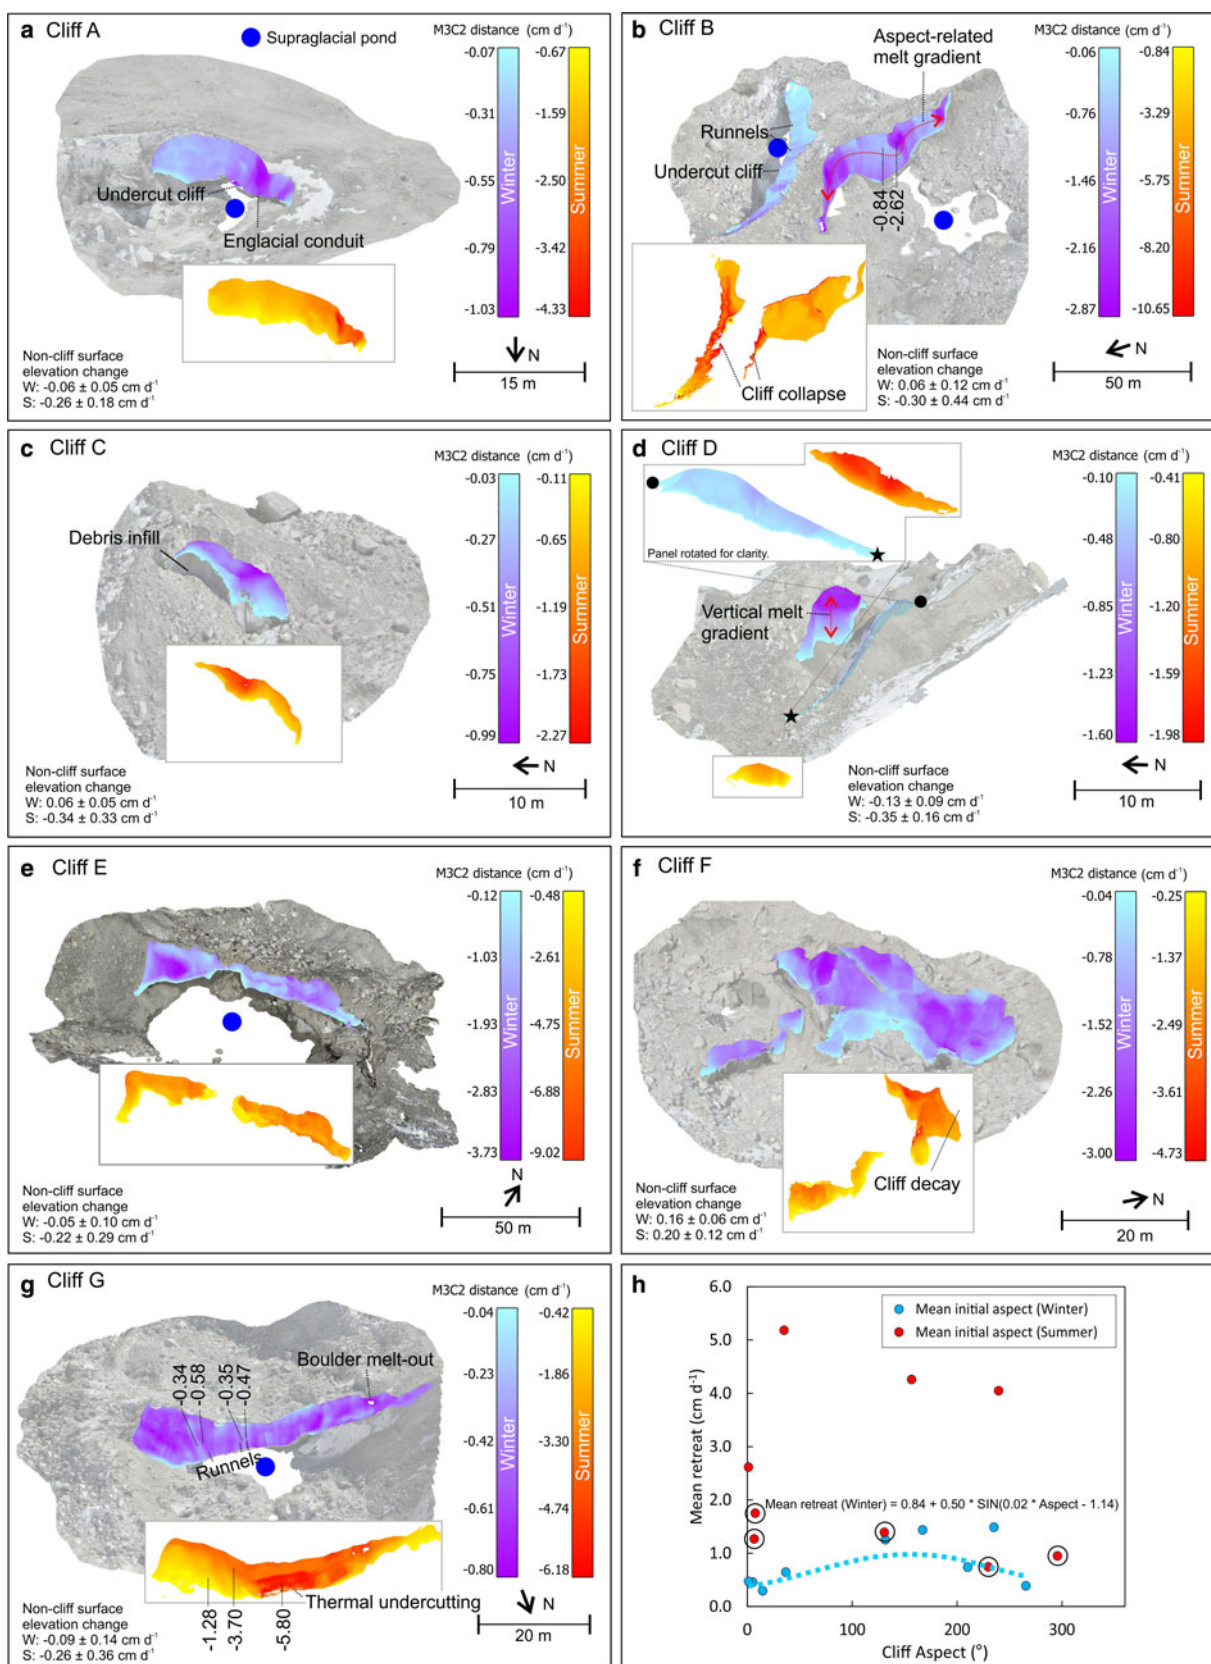 a Cliff A
Supraglacial pond
M3C2 distance (cm d⁻¹)
-0.07
-0.31
-0.55
-0.79
-1.03
Winter
-0.67
-1.59
-2.50
-3.42
-4.33
Summer
Undercut cliff
Englacial conduit
Non-cliff surface
elevation change
W: -0.06 ± 0.05 cm d⁻¹
S: -0.26 ± 0.18 cm d⁻¹
N
15 m
b Cliff B
Aspect-related
melt gradient
M3C2 distance (cm d⁻¹)
-0.06
-0.76
-1.46
-2.16
-2.87
Winter
-0.84
-3.29
-5.75
-8.20
-10.65
Summer
Runnels
Undercut cliff
-0.84
-2.62
Cliff collapse
Non-cliff surface
elevation change
W: 0.06 ± 0.12 cm d⁻¹
S: -0.30 ± 0.44 cm d⁻¹
N
50 m
c Cliff C
M3C2 distance (cm d⁻¹)
-0.03
-0.27
-0.51
-0.75
-0.99
Winter
-0.11
-0.65
-1.19
-1.73
-2.27
Summer
Debris infill
Non-cliff surface
elevation change
W: 0.06 ± 0.05 cm d⁻¹
S: -0.34 ± 0.33 cm d⁻¹
N
10 m
d Cliff D
M3C2 distance (cm d⁻¹)
-0.10
-0.48
-0.85
-1.23
-1.60
Winter
-0.41
-0.80
-1.20
-1.59
-1.98
Summer
Panel rotated for clarity.
Vertical melt
gradient
Non-cliff surface
elevation change
W: -0.13 ± 0.09 cm d⁻¹
S: -0.35 ± 0.16 cm d⁻¹
N
10 m
e Cliff E
M3C2 distance (cm d⁻¹)
-0.12
-1.03
-1.93
-2.83
-3.73
Winter
-0.48
-2.61
-4.75
-6.88
-9.02
Summer
Non-cliff surface
elevation change
W: -0.05 ± 0.10 cm d⁻¹
S: -0.22 ± 0.29 cm d⁻¹
N
50 m
f Cliff F
M3C2 distance (cm d⁻¹)
-0.04
-0.78
-1.52
-2.26
-3.00
Winter
-0.25
-1.37
-2.49
-3.61
-4.73
Summer
Cliff decay
Non-cliff surface
elevation change
W: 0.16 ± 0.06 cm d⁻¹
S: 0.20 ± 0.12 cm d⁻¹
N
20 m
g Cliff G
M3C2 distance (cm d⁻¹)
-0.04
-0.23
-0.42
-0.61
-0.80
Winter
-0.42
-1.86
-3.30
-4.74
-6.18
Summer
-0.34
-0.58
-0.35
-0.47
Boulder melt-out
Runnels
Thermal undercutting
-1.28
-3.70
-5.80
Non-cliff surface
elevation change
W: -0.09 ± 0.14 cm d⁻¹
S: -0.26 ± 0.36 cm d⁻¹
N
20 m
h
6.0
5.0
4.0
3.0
2.0
1.0
0.0
Mean retreat (cm d⁻¹)
Mean initial aspect (Winter)
Mean initial aspect (Summer)
Mean retreat (Winter) = 0.84 + 0.50 * SIN(0.02 * Aspect - 1.14)
0 100 200 300
Cliff Aspect (°)